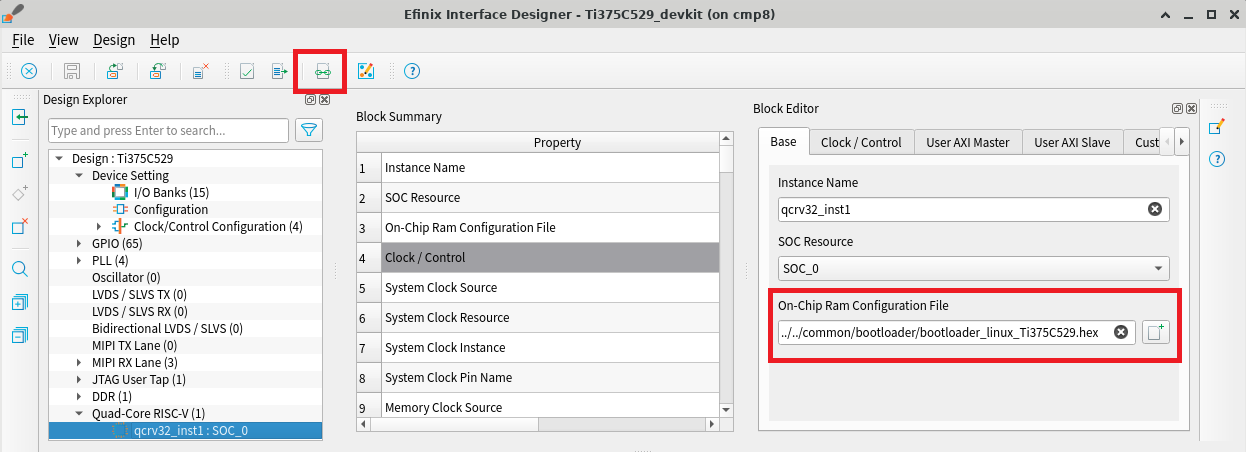 Efinix Interface Designer - Ti375C529_devkit (on cmp8)
File View Design Help
Design Explorer
Type and press Enter to search...
Design : Ti375C529
Device Setting
I/O Banks (15)
Configuration
Clock/Control Configuration (4)
GPIO (65)
PLL (4)
Oscillator (0)
LVDS / SLVS TX (0)
LVDS / SLVS RX (0)
Bidirectional LVDS / SLVS (0)
MIPI TX Lane (0)
MIPI RX Lane (3)
JTAG User Tap (1)
DDR (1)
Quad-Core RISC-V (1)
qcrv32_inst1 : SOC_0
Block Summary
Property
1 Instance Name
2 SOC Resource
3 On-Chip Ram Configuration File
4 Clock / Control
5 System Clock Source
6 System Clock Resource
7 System Clock Instance
8 System Clock Pin Name
9 Memory Clock Source
Block Editor
Base Clock / Control User AXI Master User AXI Slave Cust
Instance Name
qcrv32_inst1
SOC Resource
SOC_0
On-Chip Ram Configuration File
../../common/bootloader/bootloader_linux_Ti375C529.hex